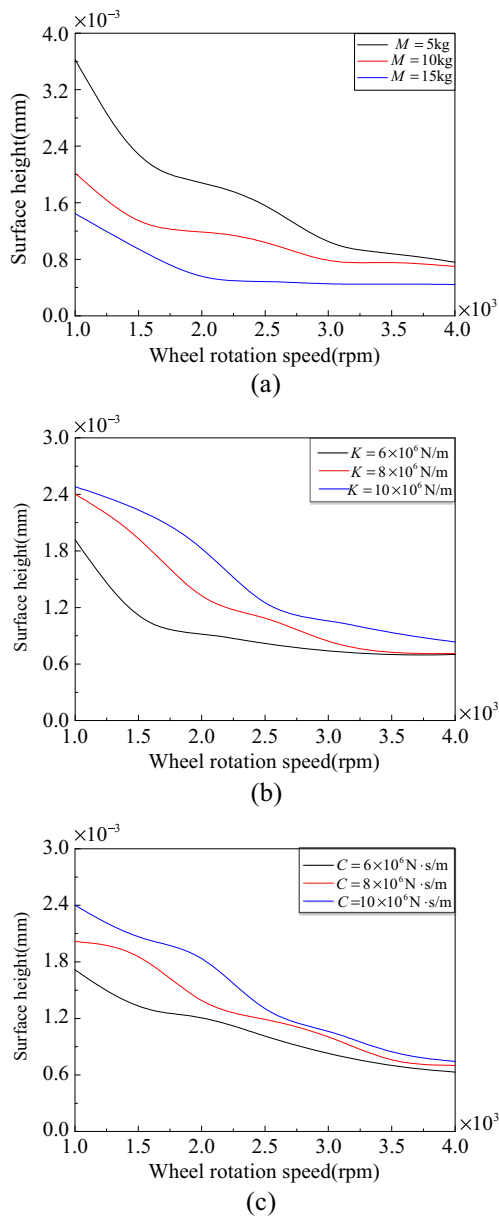 ×10⁻³
4.0
3.2
2.4
1.6
0.8
0.0
Surface height(mm)
M = 5kg
M = 10kg
M = 15kg
1.0 1.5 2.0 2.5 3.0 3.5 4.0
×10³
Wheel rotation speed(rpm)
(a)
×10⁻³
3.0
2.4
1.8
1.2
0.6
0.0
Surface height(mm)
K = 6×10⁶ N/m
K = 8×10⁶ N/m
K = 10×10⁶ N/m
1.0 1.5 2.0 2.5 3.0 3.5 4.0
×10³
Wheel rotation speed(rpm)
(b)
×10⁻³
3.0
2.4
1.8
1.2
0.6
0.0
Surface height(mm)
C = 6×10⁶N·s/m
C = 8×10⁶N·s/m
C=10×10⁶N·s/m
1.0 1.5 2.0 2.5 3.0 3.5 4.0
×10³
Wheel rotation speed(rpm)
(c)